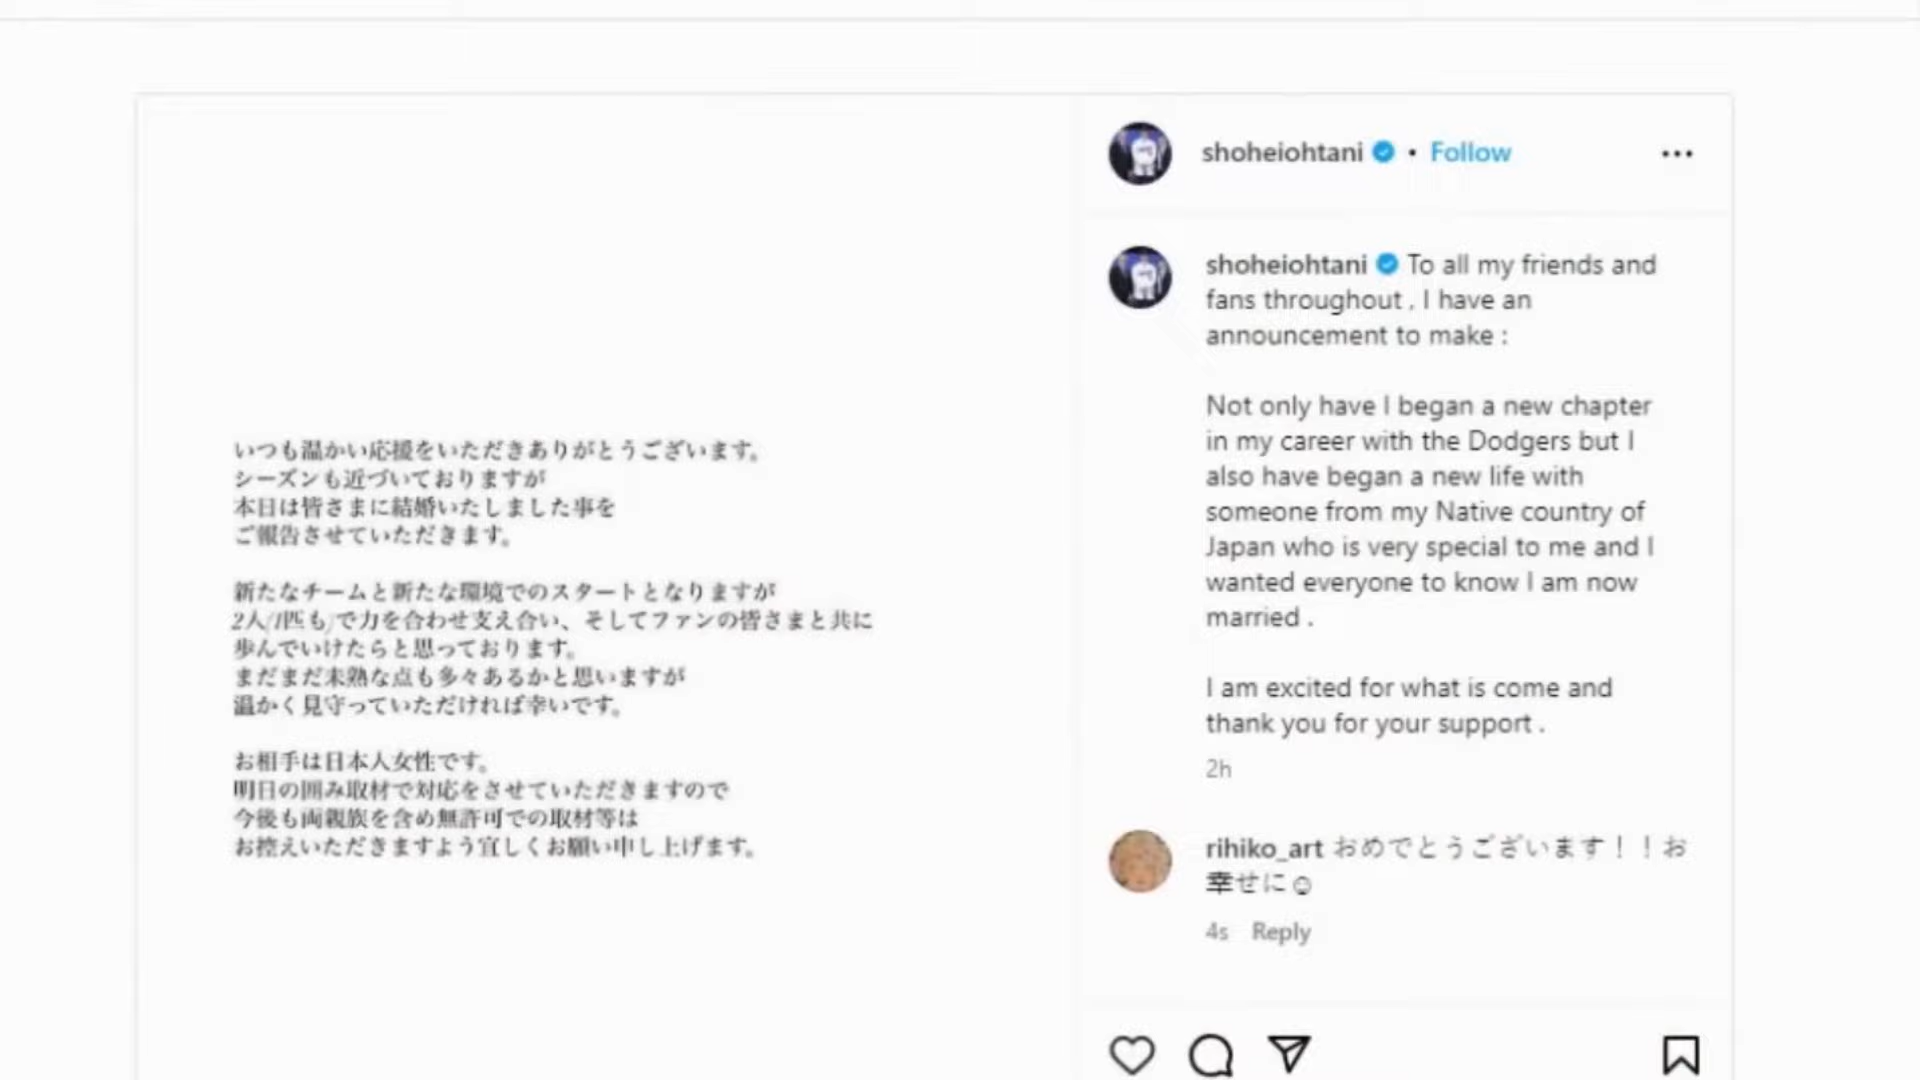 いつも温かい応援をいただきありがとうございます。
シーズンも近づいておりますが
本日は皆さまに結婚いたしました事を
ご報告させていただきます。
新たなチームと新たな環境でのスタートとなりますが
2人(1匹も)で力を合わせ支え合い、そしてファンの皆さまと共に
歩んでいけたらと思っております。
まだまだ未熟な点も多々あるかと思いますが
温かく見守っていただければ幸いです。
お相手は日本人女性です。
明日の囲み取材で対応をさせていただきますので
今後も両親族を含め無許可での取材等は
お控えいただきますよう宜しくお願い申し上げます。
shoheiohtani • Follow
shoheiohtani To all my friends and
fans throughout , I have an
announcement to make :
Not only have I began a new chapter
in my career with the Dodgers but I
also have began a new life with
someone from my Native country of
Japan who is very special to me and I
wanted everyone to know I am now
married .
I am excited for what is come and
thank you for your support .
2h
rihiko_art おめでとうございます！！お
幸せに☺
4s Reply